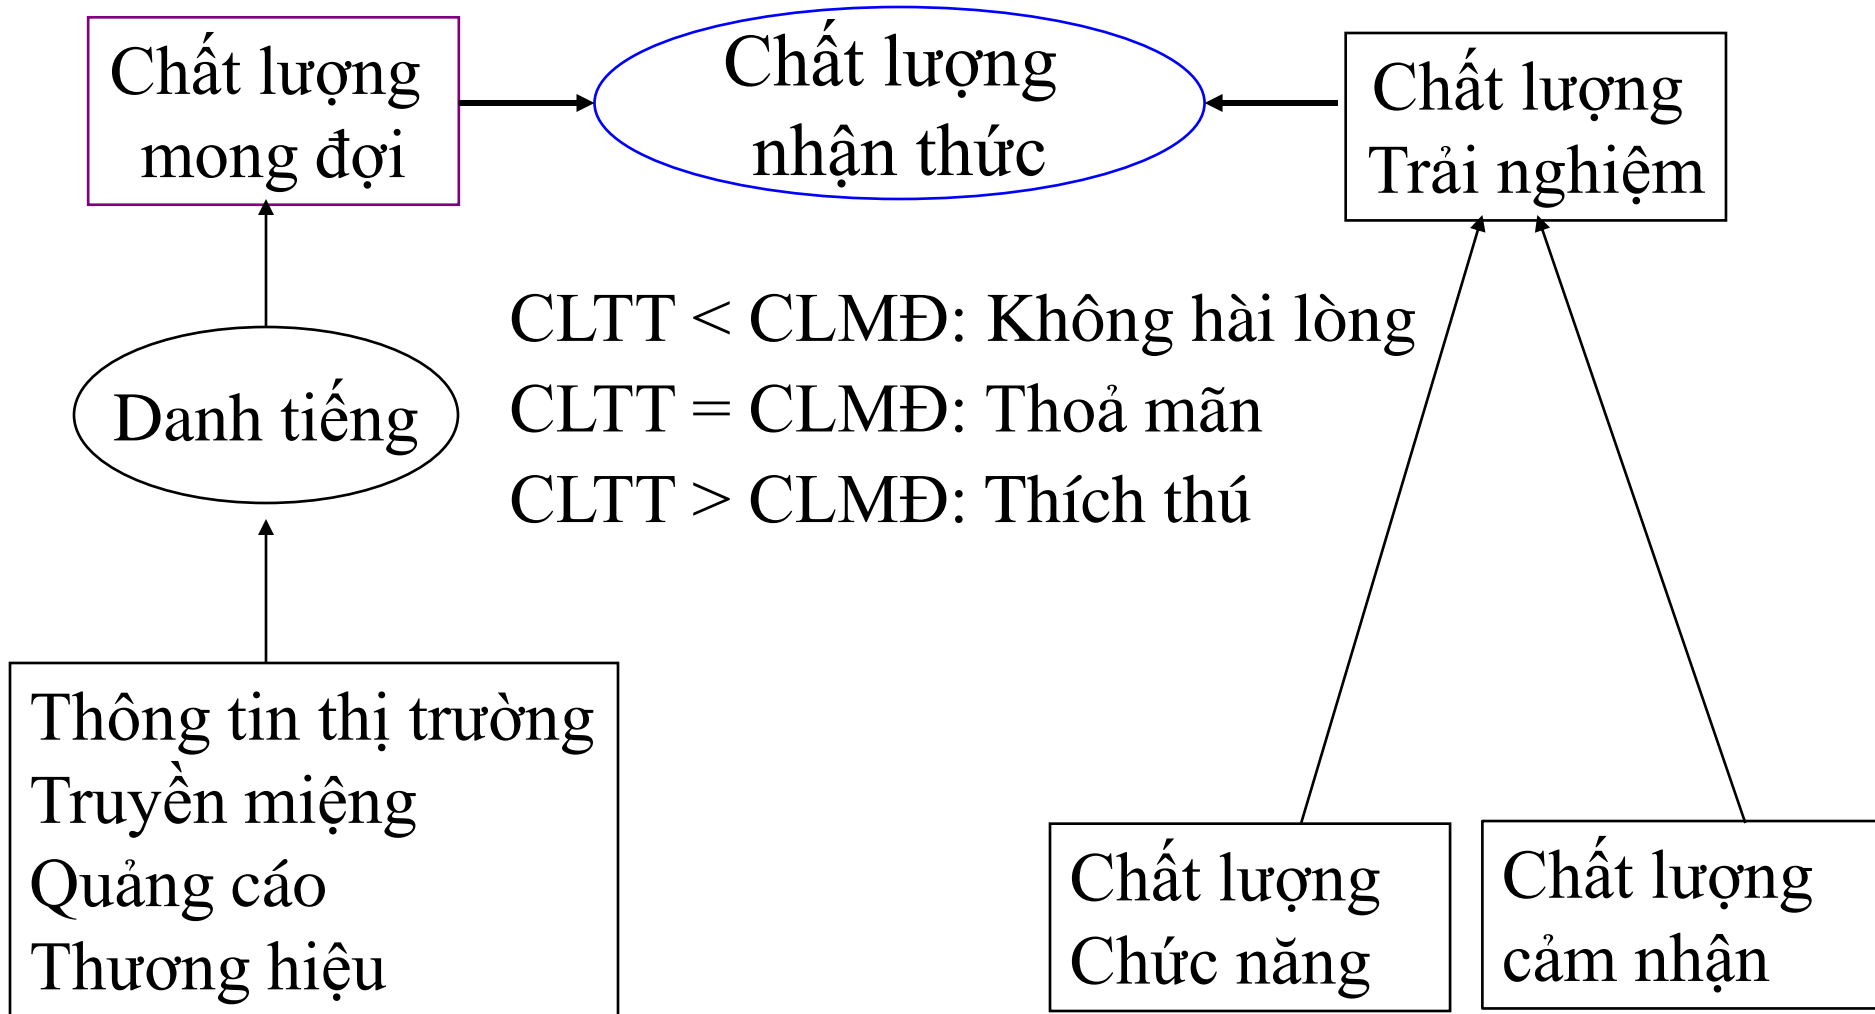 Chất lượng
mong đợi
Chất lượng
nhận thức
Chất lượng
Trải nghiệm
CLTT < CLMĐ: Không hài lòng
CLTT = CLMĐ: Thoả mãn
CLTT > CLMĐ: Thích thú
Danh tiếng
Thông tin thị trường
Truyền miệng
Quảng cáo
Thương hiệu
Chất lượng
Chức năng
Chất lượng
cảm nhận